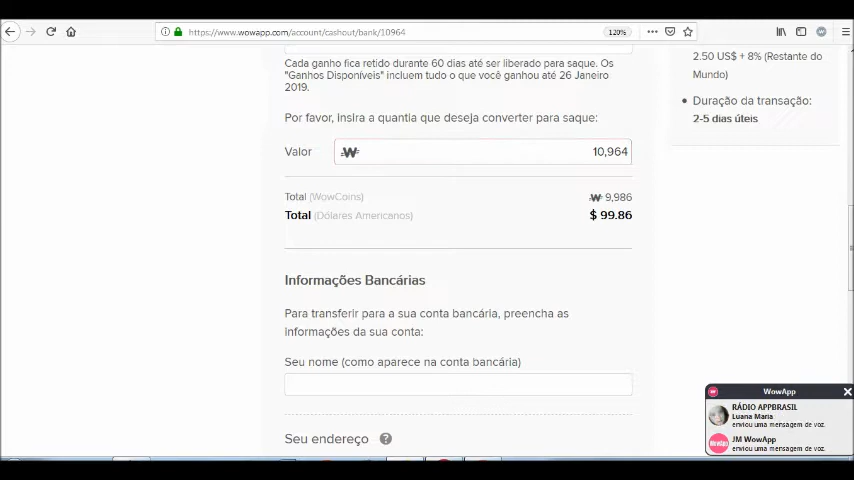 https://www.wowapp.com/account/cashout/bank/10964
120%
Cada ganho fica retido durante 60 dias até ser liberado para saque. Os
"Ganhos Disponíveis" incluem tudo o que você ganhou até 26 Janeiro
2019.
Por favor, insira a quantia que deseja converter para saque:
Valor
10,964
Total (WowCoins)
9,986
Total (Dólares Americanos)
$ 99.86
Informações Bancárias
Para transferir para a sua conta bancária, preencha as
informações da sua conta:
Seu nome (como aparece na conta bancária)
Seu endereço ?
2.50 US$ + 8% (Restante do
Mundo)
Duração da transação:
2-5 dias úteis
WowApp
RÁDIO APPBRASIL
Luana Maria
enviou uma mensagem de voz.
JM WowApp
enviou uma mensagem de voz.